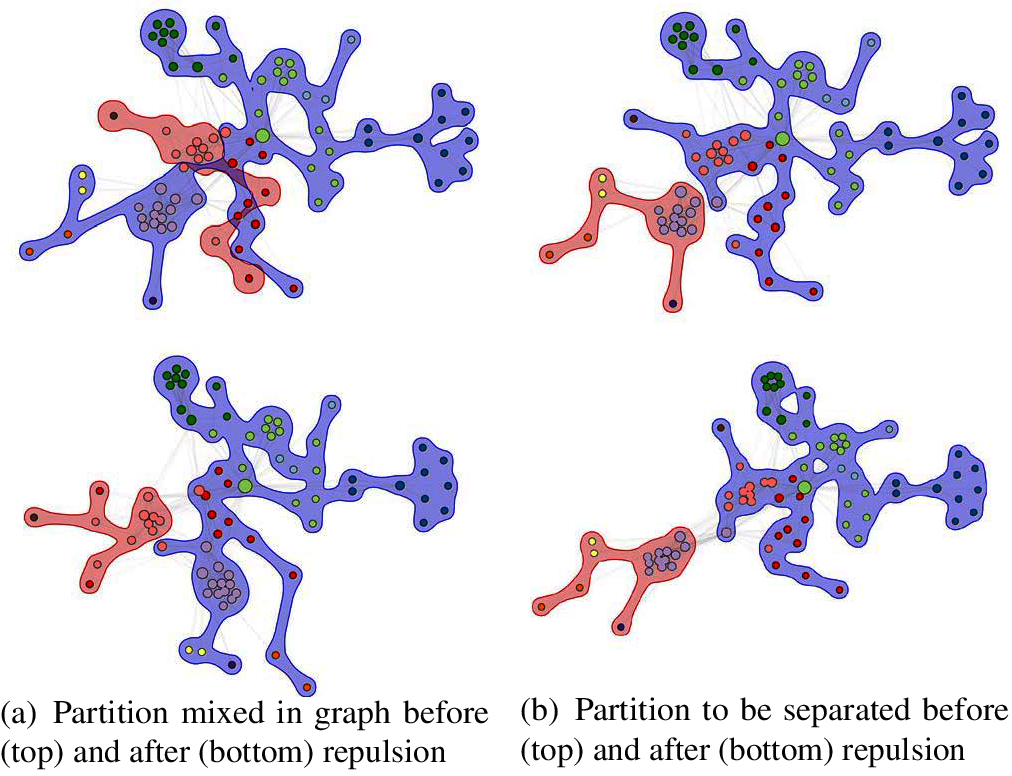 (a) Partition mixed in graph before
(top) and after (bottom) repulsion
(b) Partition to be separated before
(top) and after (bottom) repulsion